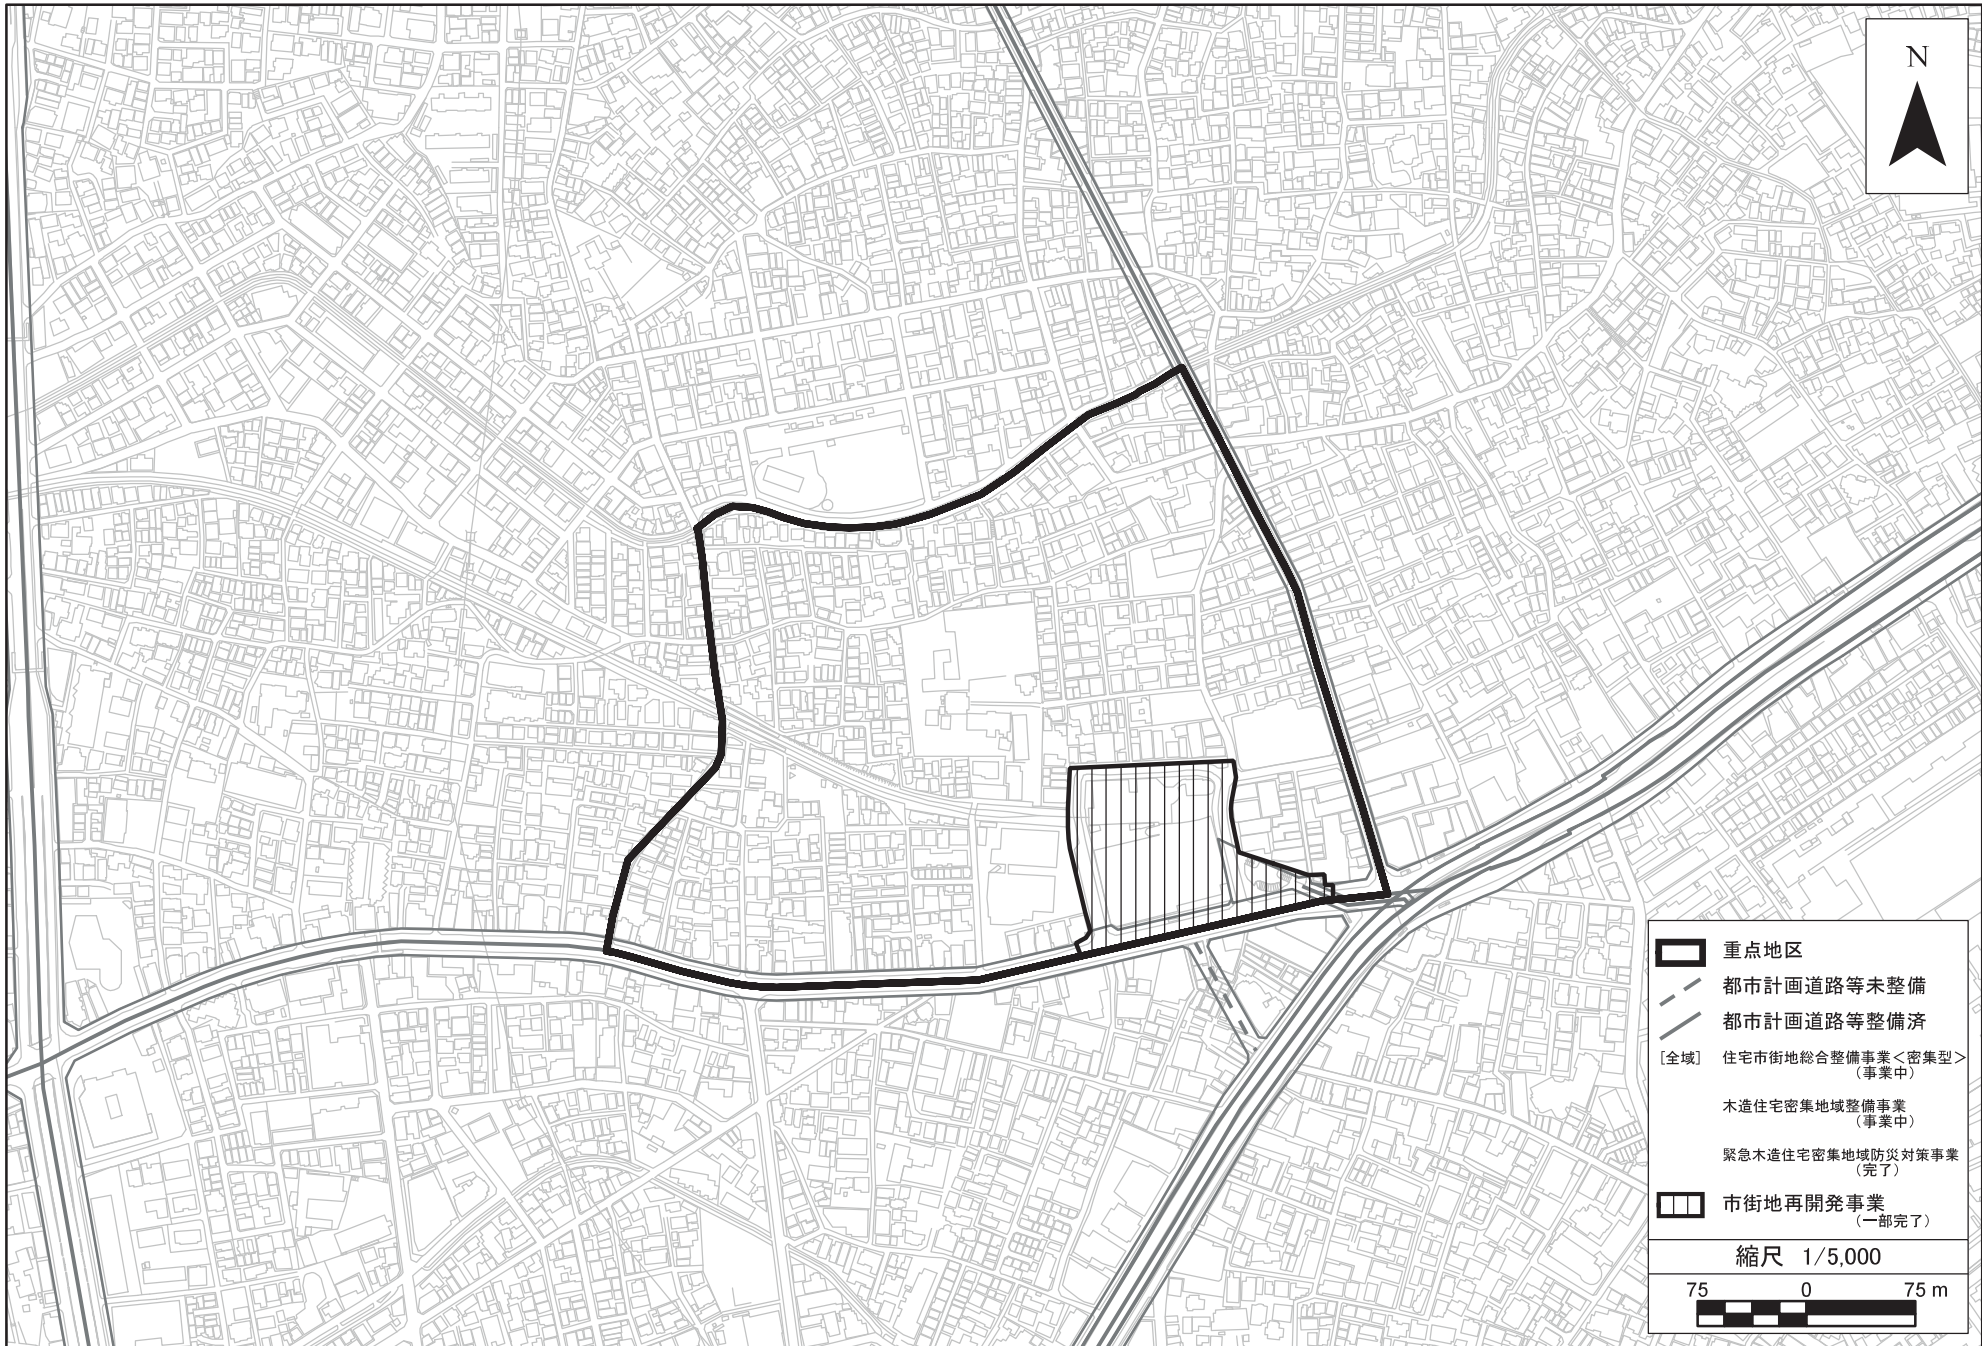 N
重点地区
都市計画道路等未整備
都市計画道路等整備済
[全域] 住宅市街地総合整備事業<密集型>
(事業中)
木造住宅密集地域整備事業
(事業中)
緊急木造住宅密集地域防災対策事業
(完了)
市街地再開発事業
(一部完了)
縮尺 1/5,000
75 0 75 m